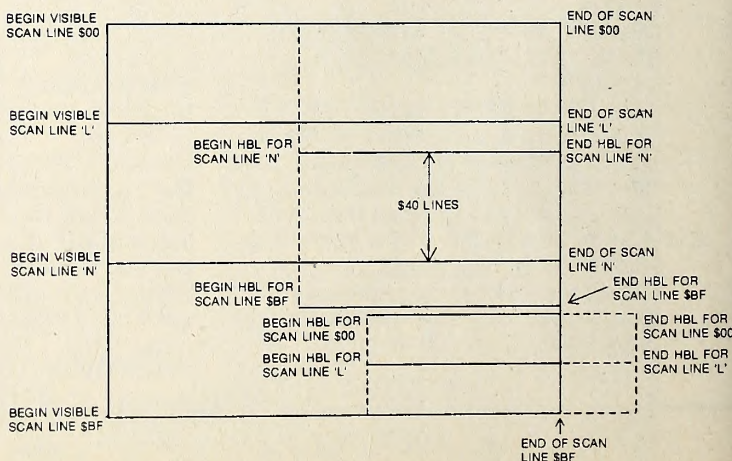 BEGIN VISIBLE
SCAN LINE $00
END OF SCAN
LINE $00
BEGIN VISIBLE
SCAN LINE 'L'
END OF SCAN
LINE 'L'
BEGIN HBL FOR
SCAN LINE 'N'
END HBL FOR
SCAN LINE 'N'
$40 LINES
BEGIN VISIBLE
SCAN LINE 'N'
END OF SCAN
LINE 'N'
BEGIN HBL FOR
SCAN LINE $BF
END HBL FOR
SCAN LINE $BF
BEGIN HBL FOR
SCAN LINE $00
END HBL FOR
SCAN LINE $00
BEGIN HBL FOR
SCAN LINE 'L'
END HBL FOR
SCAN LINE 'L'
BEGIN VISIBLE
SCAN LINE $BF
END OF SCAN
LINE $BF